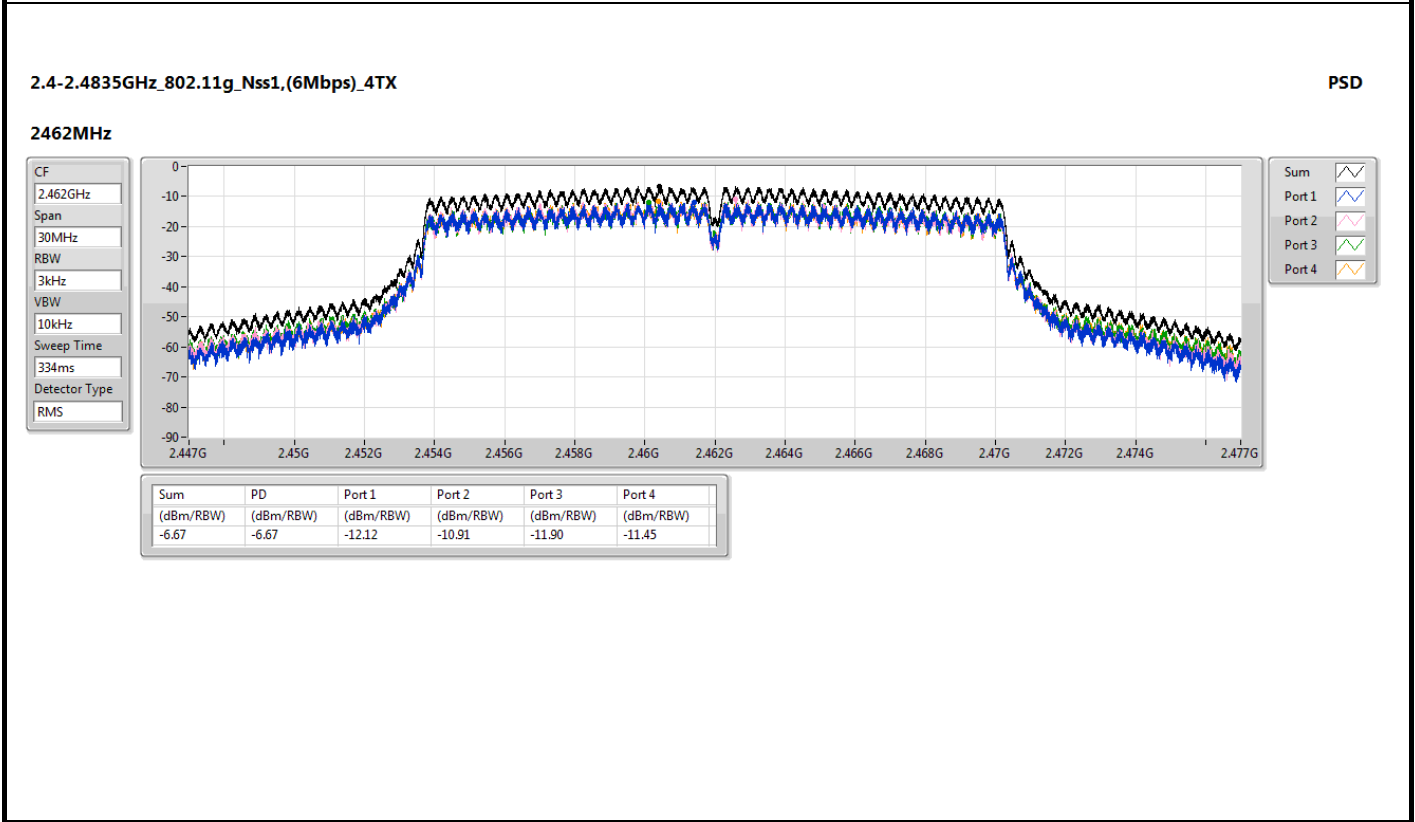 2.4-2.4835GHz_802.11g_Nss1,(6Mbps)_4TX
PSD
2462MHz
CF
2.462GHz
Span
30MHz
RBW
3kHz
VBW
10kHz
Sweep Time
334ms
Detector Type
RMS
0
-10
-20
-30
-40
-50
-60
-70
-80
-90
2.447G 2.45G 2.452G 2.454G 2.456G 2.458G 2.46G 2.462G 2.464G 2.466G 2.468G 2.47G 2.472G 2.474G 2.477G
Sum
Port 1
Port 2
Port 3
Port 4
Sum PD Port 1 Port 2 Port 3 Port 4
(dBm/RBW) (dBm/RBW) (dBm/RBW) (dBm/RBW) (dBm/RBW) (dBm/RBW)
-6.67 -6.67 -12.12 -10.91 -11.90 -11.45